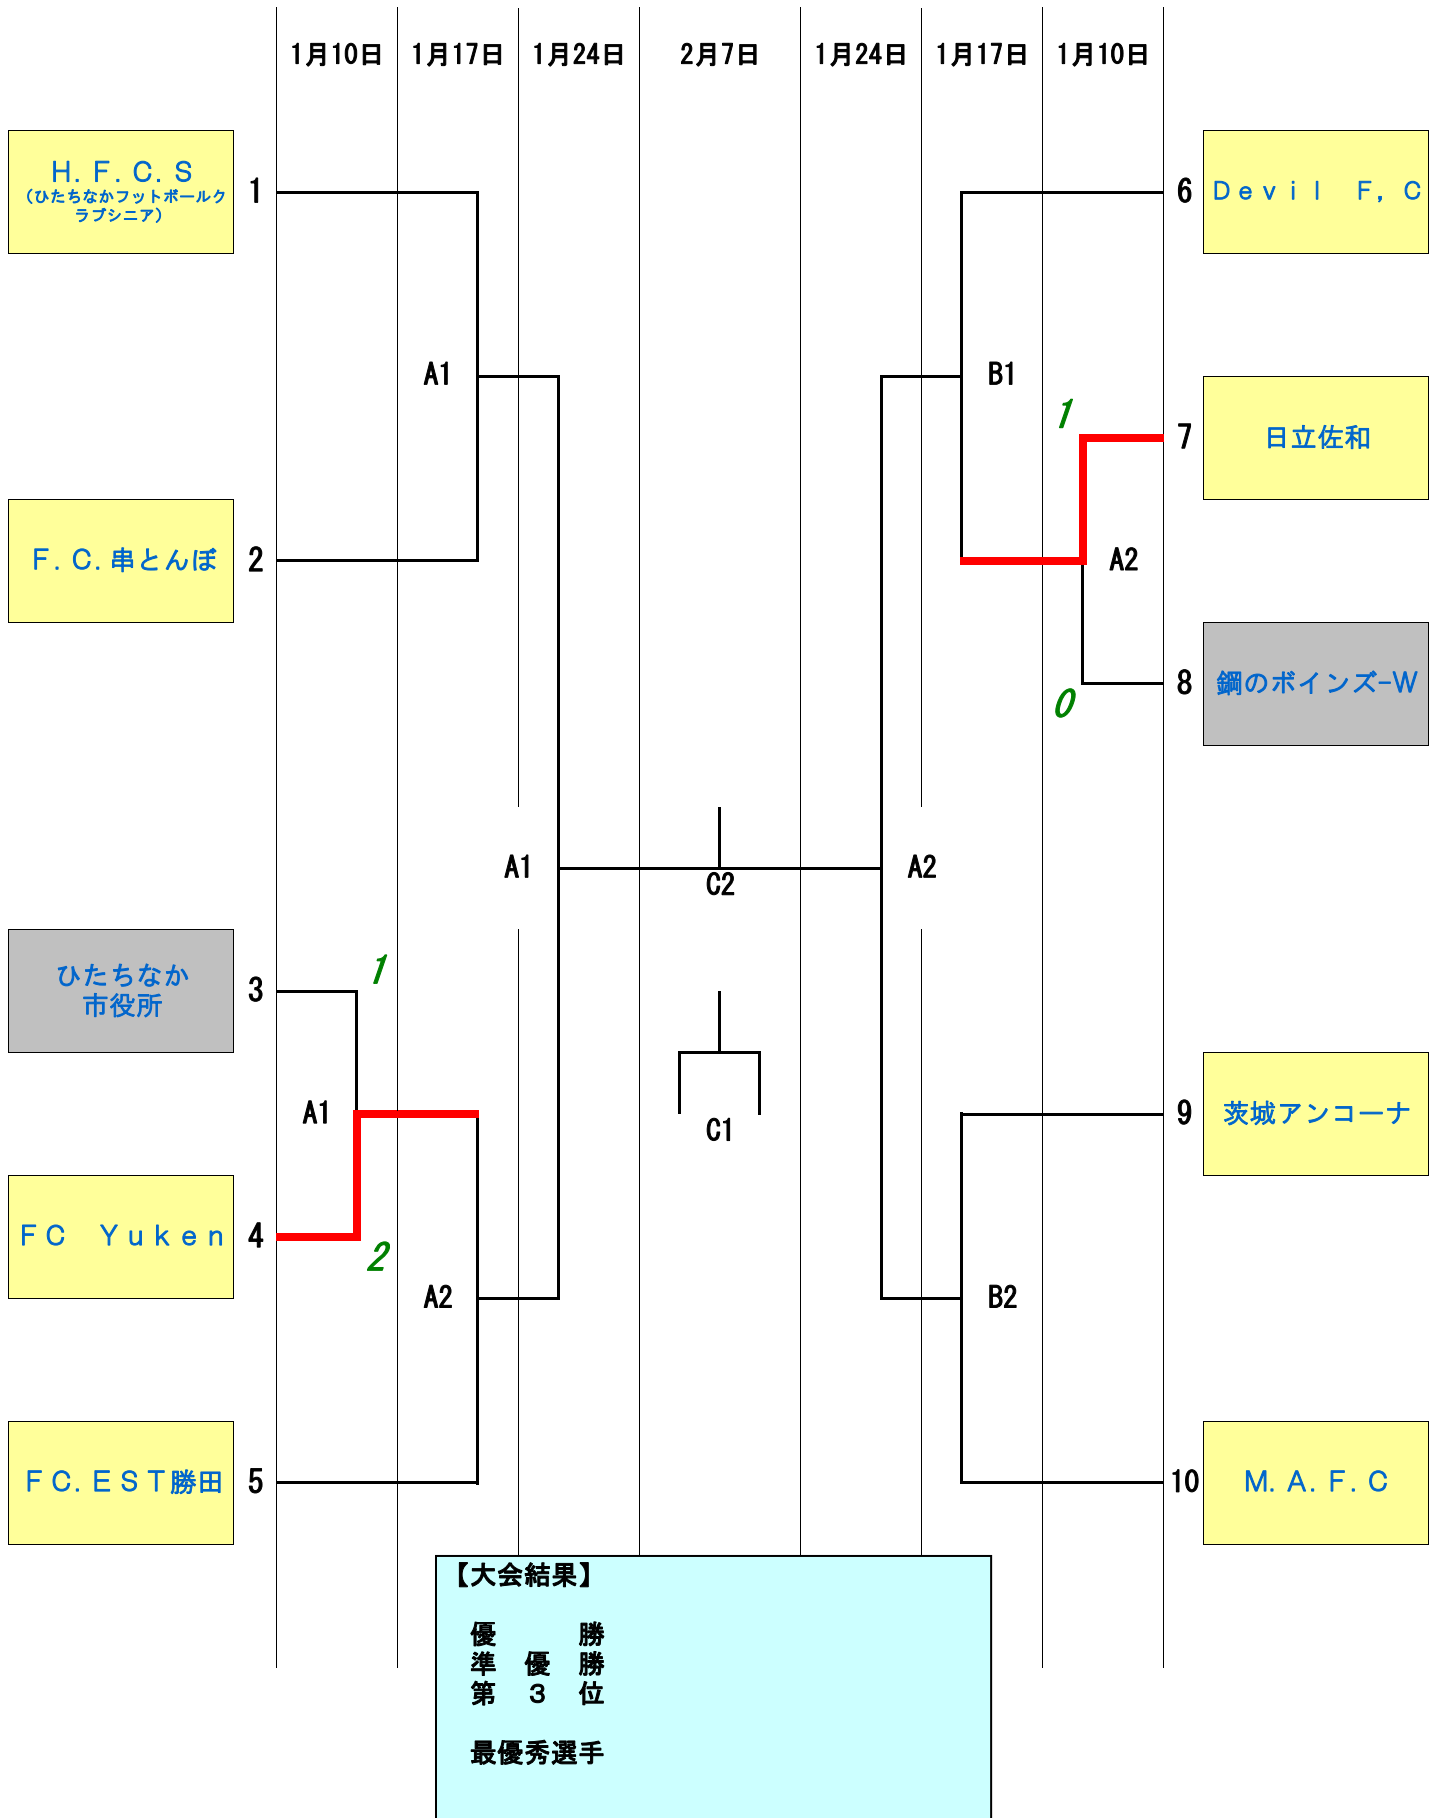 1月10日 1月17日 1月24日 2月7日 1月24日 1月17日 1月10日
H.F.C.S
(ひたちなかフットボールク
ラブシニア)
1
6
Devil F,C
A1
B1
1
7
日立佐和
F.C.串とんぼ
2
A2
0
8
鋼のボインズ-W
A1
C2
A2
ひたちなか
市役所
3
1
A1
C1
9
茨城アンコーナ
FC Yuken
4
2
A2
B2
FC.EST勝田
5
10
M.A.F.C
【大会結果】
優 勝
準 優 勝
第 3 位
最優秀選手